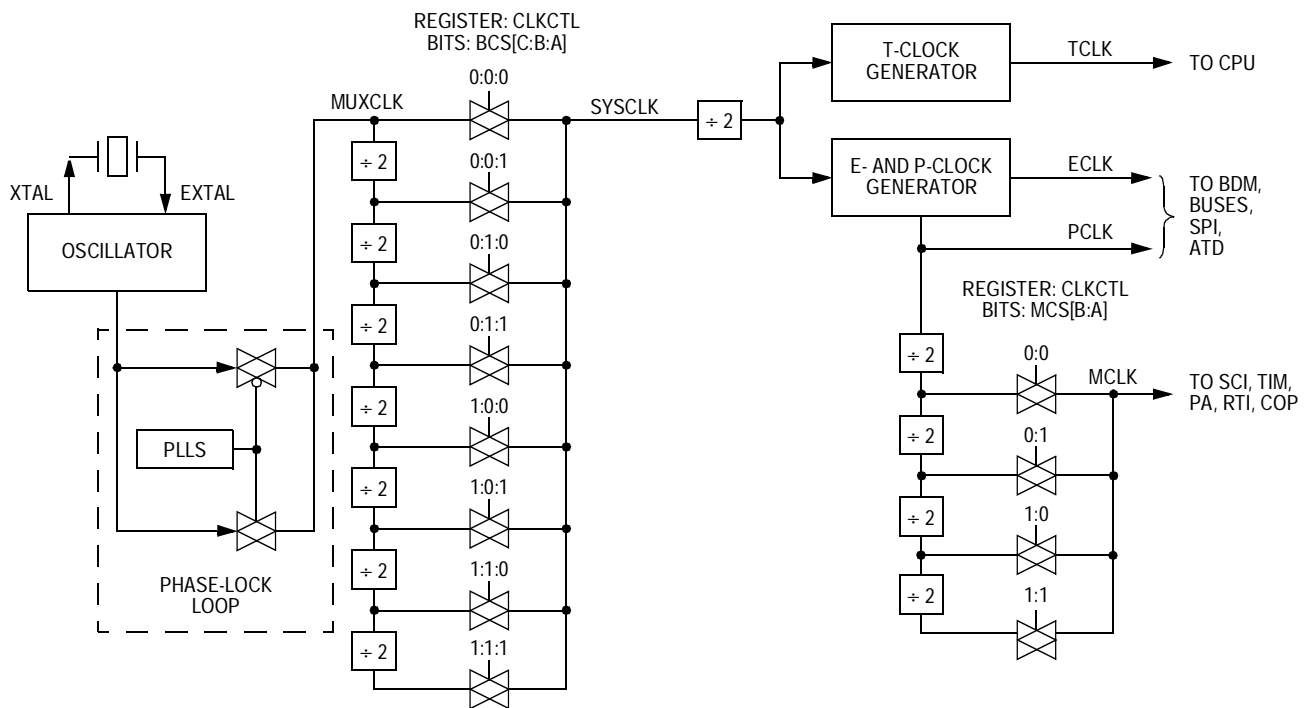 REGISTER: CLKCTL
BITS: BCS[C:B:A]
0:0:0
MUXCLK
SYSCLK
÷ 2
T-CLOCK
GENERATOR
TCLK
TO CPU
÷ 2
0:0:1
E- AND P-CLOCK
GENERATOR
ECLK
PCLK
TO BDM,
BUSES,
SPI,
ATD
XTAL
EXTAL
OSCILLATOR
÷ 2
0:1:0
÷ 2
0:1:1
÷ 2
1:0:0
÷ 2
1:0:1
÷ 2
1:1:0
÷ 2
1:1:1
PLLS
PHASE-LOCK
LOOP
REGISTER: CLKCTL
BITS: MCS[B:A]
÷ 2
0:0
MCLK
TO SCI, TIM,
PA, RTI, COP
÷ 2
0:1
÷ 2
1:0
÷ 2
1:1